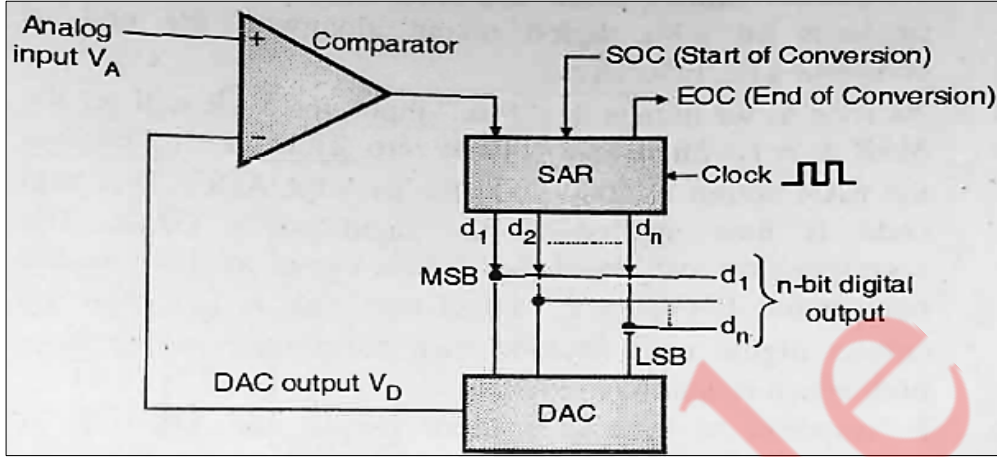 Analog
input V_A
+
Comparator
-
SOC (Start of Conversion)
EOC (End of Conversion)
SAR
Clock
d_1 d_2 d_n
MSB
d_1
n-bit digital
output
d_n
LSB
DAC output V_D
DAC
le